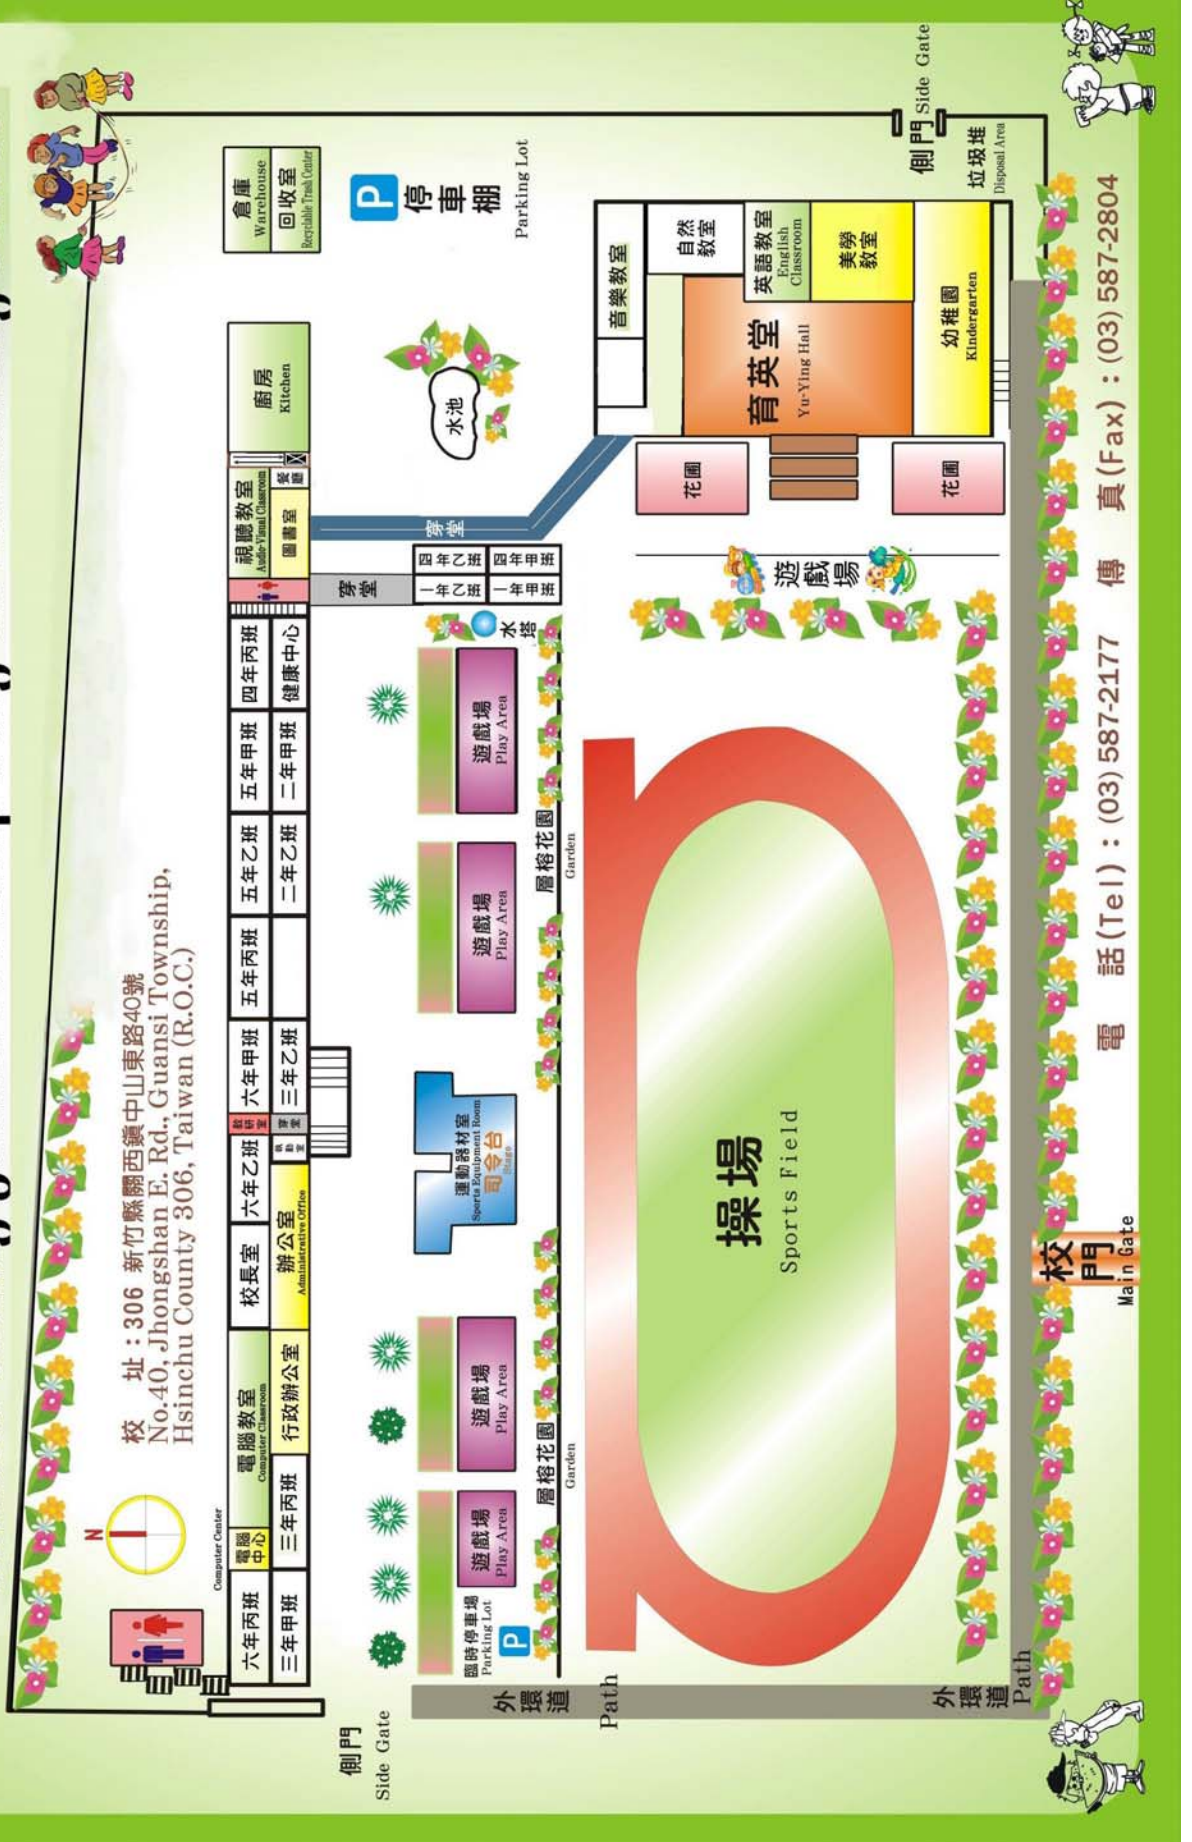 N
校　址：306 新竹縣關西鎮中山東路40號
No.40, Jhongshan E. Rd., Guansi Township,
Hsinchu County 306, Taiwan (R.O.C.)
Computer Center
六年丙班
電腦中心
電腦教室
Computer Classroom
校長室
六年乙班
教研室
六年甲班
五年丙班
五年乙班
五年甲班
四年丙班
視聽教室
Audio-Visual Classroom
廚房
Kitchen
倉庫
Warehouse
回收室
Recyclable Trash Center
三年甲班
三年丙班
行政辦公室
辦公室
Administrative Office
穿堂
三年乙班
二年乙班
二年甲班
健康中心
圖書室
餐廳
側門
Side Gate
穿堂
P
停車棚
Parking Lot
水池
穿堂
四年乙班
四年甲班
一年乙班
一年甲班
水塔
臨時停車場
Parking Lot
P
遊戲場
Play Area
遊戲場
Play Area
運動器材室
Sports Equipment Room
司令台
Stage
遊戲場
Play Area
遊戲場
Play Area
外環道
Path
層榕花園
Garden
層榕花園
Garden
音樂教室
自然教室
英語教室
English Classroom
美勞教室
育英堂
Yu-Ying Hall
幼稚園
Kindergarten
花圃
花圃
遊戲場
操場
Sports Field
側門
Side Gate
垃圾堆
Disposal Area
外環道
Path
校門
Main Gate
電　話(Tel)：(03)587-2177　傳　真(Fax)：(03)587-2804